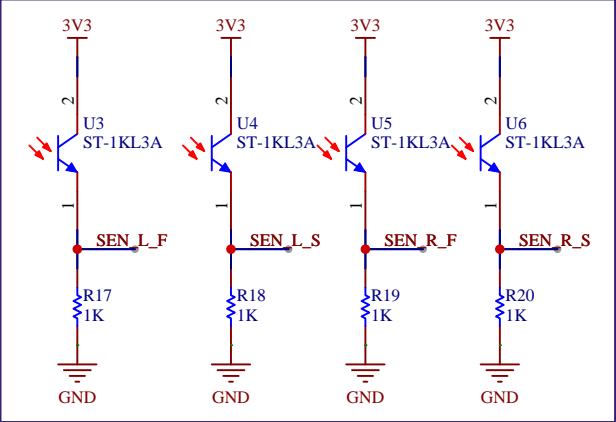 3V3 3V3 3V3 3V3
2 2 2 2
U3 U4 U5 U6
ST-1KL3A ST-1KL3A ST-1KL3A ST-1KL3A
1 1 1 1
SEN_L_F SEN_L_S SEN_R_F SEN_R_S
R17 R18 R19 R20
1K 1K 1K 1K
GND GND GND GND